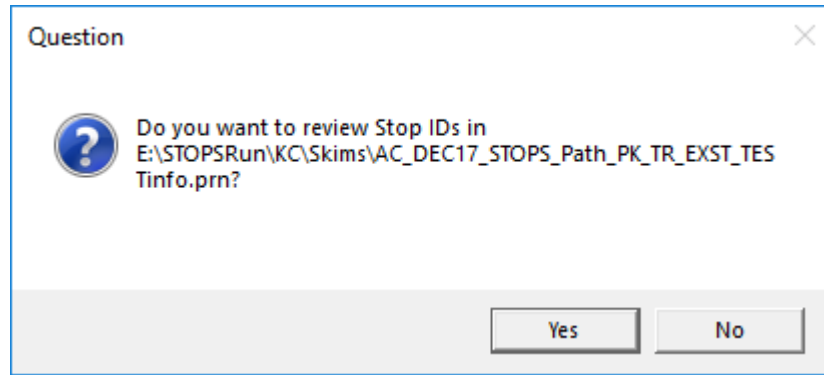 Question
Do you want to review Stop IDs in
E:\STOPSRun\KC\Skims\AC_DEC17_STOPS_Path_PK_TR_EXST_TES
Tinfo.prn?
Yes
No